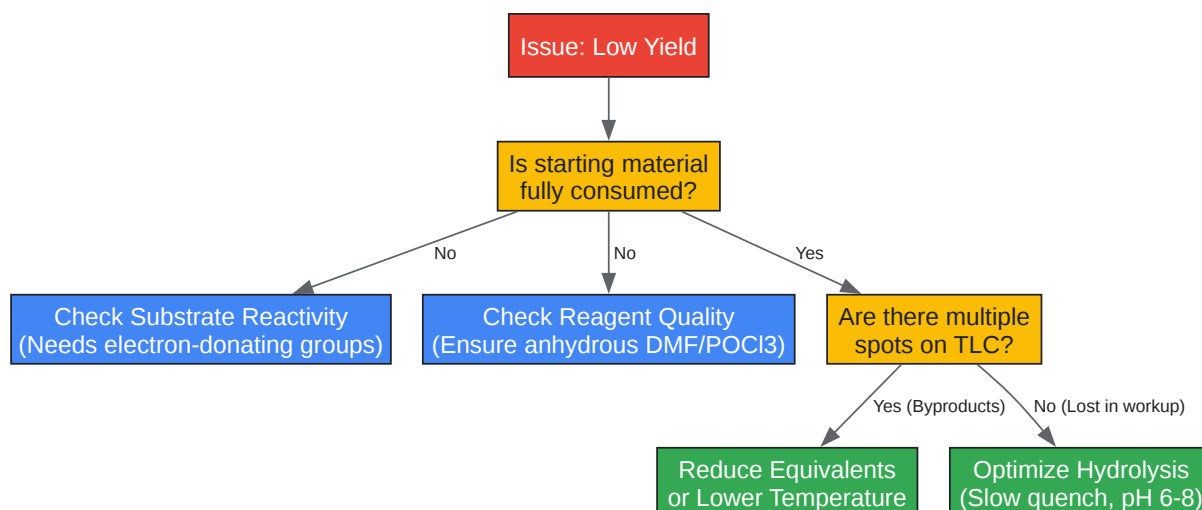 Issue: Low Yield
Is starting material
fully consumed?
No
No
Yes
Check Substrate Reactivity
(Needs electron-donating groups)
Check Reagent Quality
(Ensure anhydrous DMF/POCl3)
Are there multiple
spots on TLC?
Yes (Byproducts)
No (Lost in workup)
Reduce Equivalents
or Lower Temperature
Optimize Hydrolysis
(Slow quench, pH 6-8)